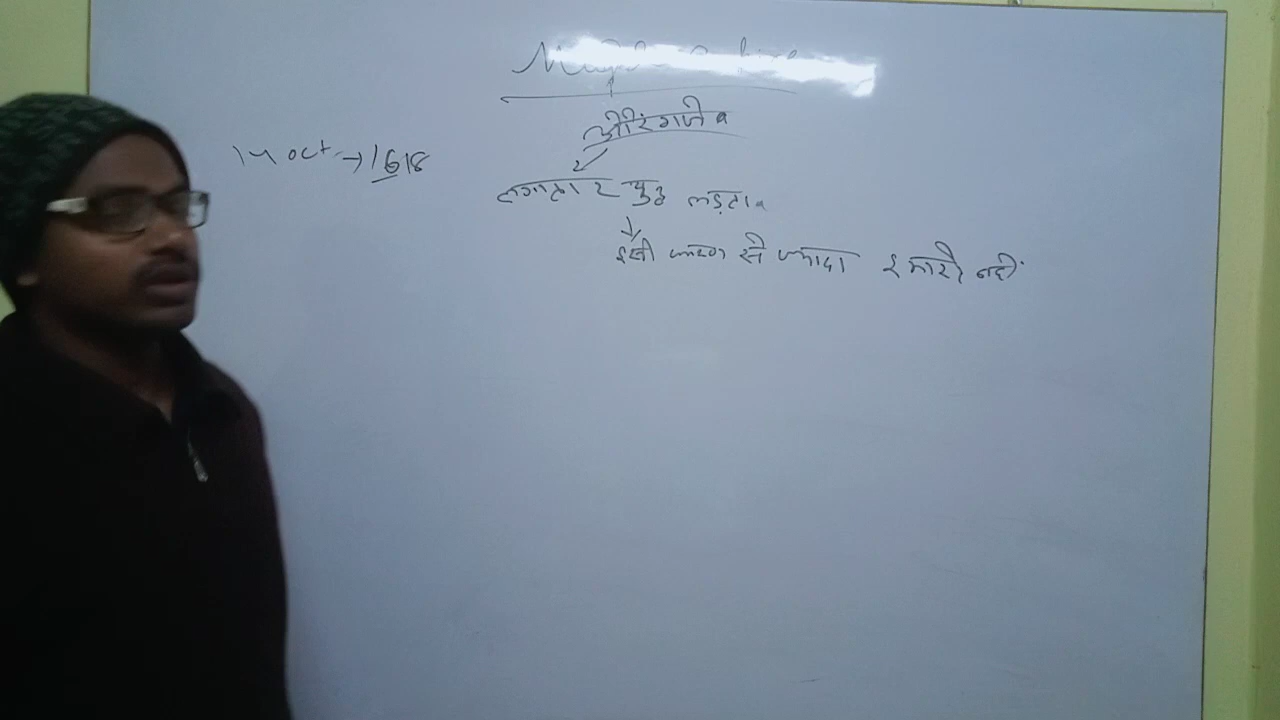 औरंगजेब
14 oct → 1618
लगातार युद्ध लड़ता
इसी कारण से ज्यादा इमारते नहीं